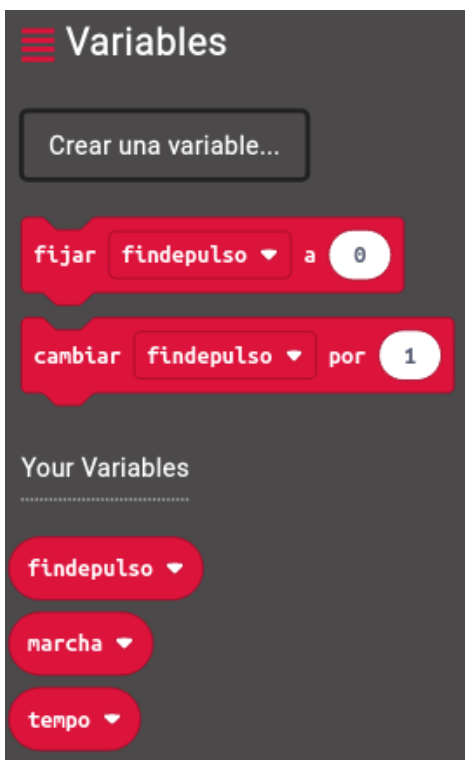 Variables
Crear una variable...
fijar findepulso a 0
cambiar findepulso por 1
Your Variables
findepulso
marcha
tempo